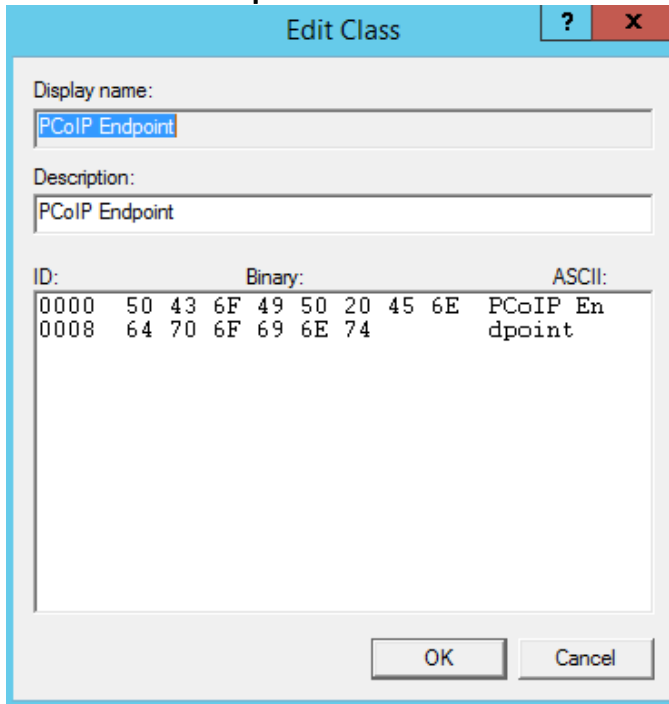 Edit Class
?
x
Display name:
PCoIP Endpoint
Description:
PCoIP Endpoint
ID: Binary: ASCII:
0000 50 43 6F 49 50 20 45 6E PCoIP En
0008 64 70 6F 69 6E 74 dpoint
OK Cancel